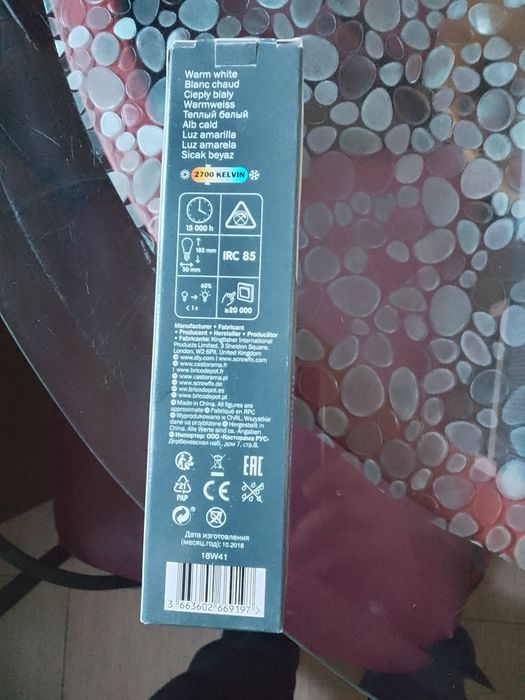 Warm white
Blanc chaud
Ciepły biały
Warmweiss
Теплый белый
Alb cald
Luz amarilla
Luz amarela
Sicak beyaz
2700 KELVIN
15 000 h
185 mm
30 mm
IRC 85
60%
< 1s
≥20 000
Manufacturer • Fabricant
• Producent • Hersteller • Producător
• Fabricante: Kingfisher International
Products Limited, 3 Sheldon Square,
London, W2 6PX, United Kingdom
www.diy.com I www.screwfix.com
www.castorama.fr
I www.bricodepot.fr
www.castorama.pl
www.screwfix.de
www.bricodepot.es
www.bricodepot.pt
Made in China. All figures are
approximate Fabriqué en RPC
Wyprodukowano w ChRL. Wszystkie
dane są przybliżone Hergestellt in
China. Alle Werte sind ca. Angaben
Импортер: ООО «Касторама РУС»
Дербеневская наб., дом 7, стр.8.
EAC
21
PAP
CE
Дата изготовления
(месяц.год): 10.2018
18W41
3 663602 669197 >